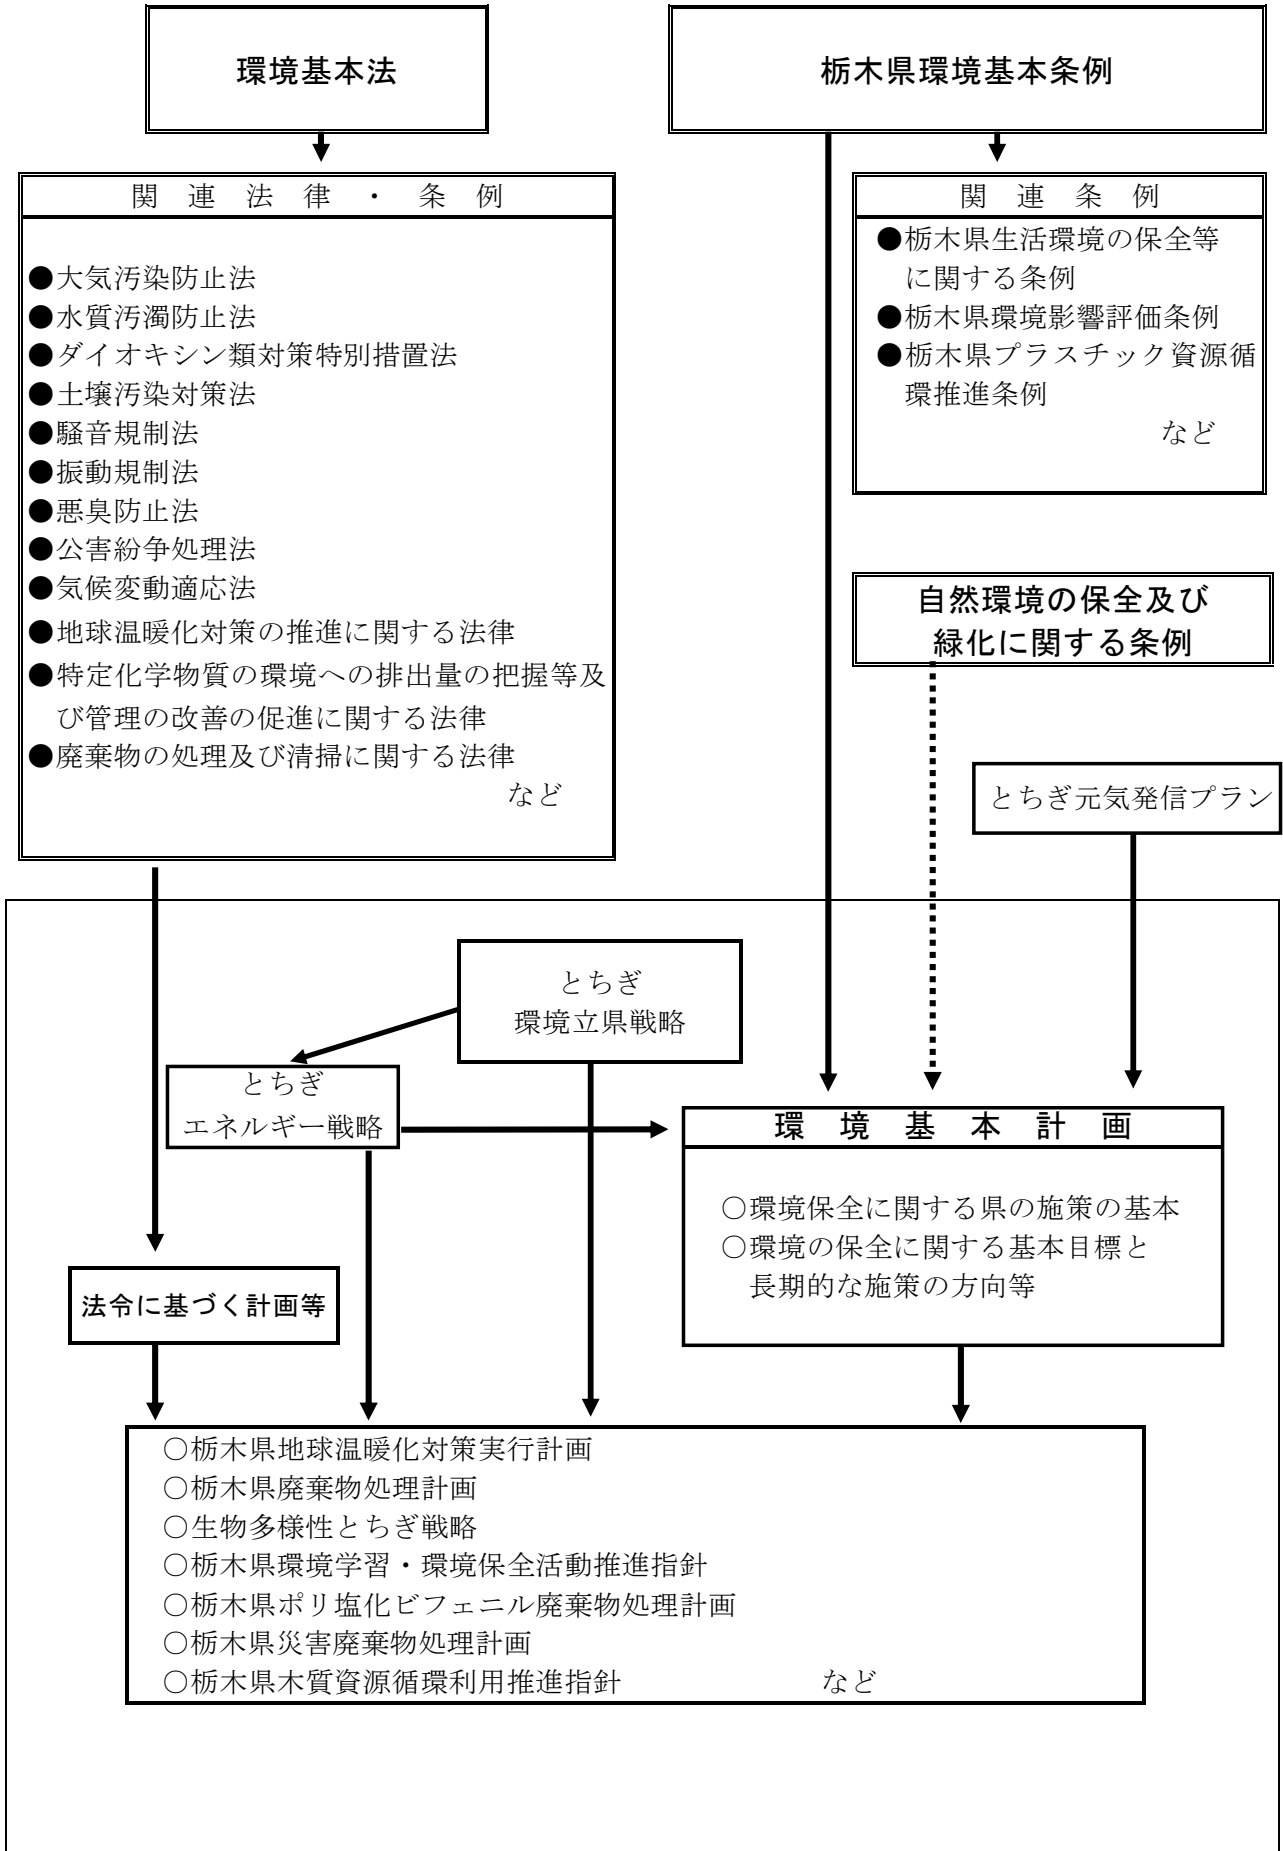 環境基本法
栃木県環境基本条例
関連法律・条例
●大気汚染防止法
●水質汚濁防止法
●ダイオキシン類対策特別措置法
●土壌汚染対策法
●騒音規制法
●振動規制法
●悪臭防止法
●公害紛争処理法
●気候変動適応法
●地球温暖化対策の推進に関する法律
●特定化学物質の環境への排出量の把握等及
び管理の改善の促進に関する法律
●廃棄物の処理及び清掃に関する法律
など
関連条例
●栃木県生活環境の保全等
に関する条例
●栃木県環境影響評価条例
●栃木県プラスチック資源循
環推進条例
など
自然環境の保全及び
緑化に関する条例
とちぎ元気発信プラン
とちぎ
環境立県戦略
とちぎ
エネルギー戦略
環境基本計画
○環境保全に関する県の施策の基本
○環境の保全に関する基本目標と
長期的な施策の方向等
法令に基づく計画等
○栃木県地球温暖化対策実行計画
○栃木県廃棄物処理計画
○生物多様性とちぎ戦略
○栃木県環境学習・環境保全活動推進指針
○栃木県ポリ塩化ビフェニル廃棄物処理計画
○栃木県災害廃棄物処理計画
○栃木県木質資源循環利用推進指針 など